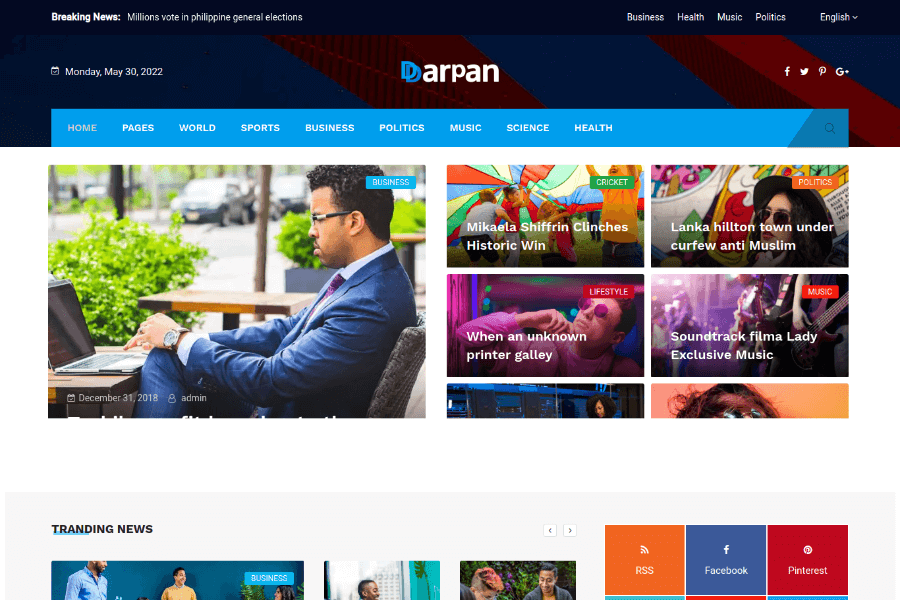 Breaking News: Millions vote in philippine general elections
Business Health Music Politics English
Monday, May 30, 2022
Darpan
HOME PAGES WORLD SPORTS BUSINESS POLITICS MUSIC SCIENCE HEALTH
BUSINESS
December 31, 2018 admin
CRICKET
Mikaela Shiffrin Clinches
Historic Win
POLITICS
Lanka hillton town under
curfew anti Muslim
LIFESTYLE
When an unknown
printer galley
MUSIC
Soundtrack filma Lady
Exclusive Music
TRANDING NEWS
BUSINESS
RSS
Facebook
Pinterest